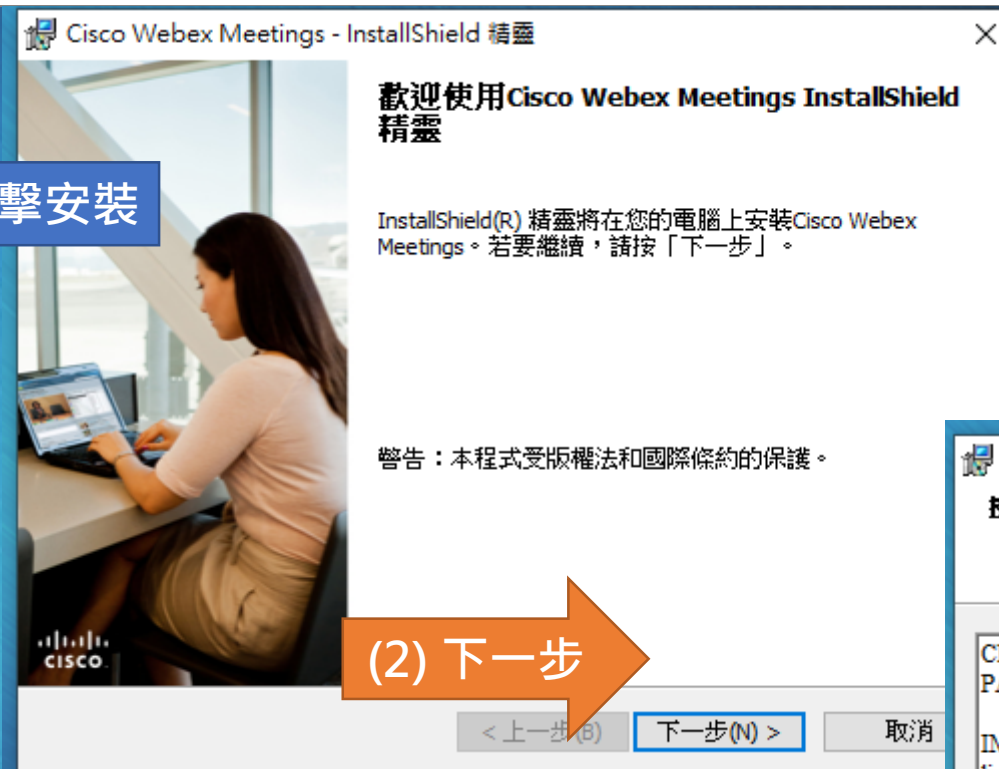 Cisco Webex Meetings - InstallShield 精靈
歡迎使用Cisco Webex Meetings InstallShield
精靈
擊安裝
InstallShield(R) 精靈將在您的電腦上安裝Cisco Webex
Meetings。若要繼續，請按「下一步」。
警告：本程式受版權法和國際條約的保護。
CISCO
(2) 下一步
<上一步(B)
下一步(N) >
取消